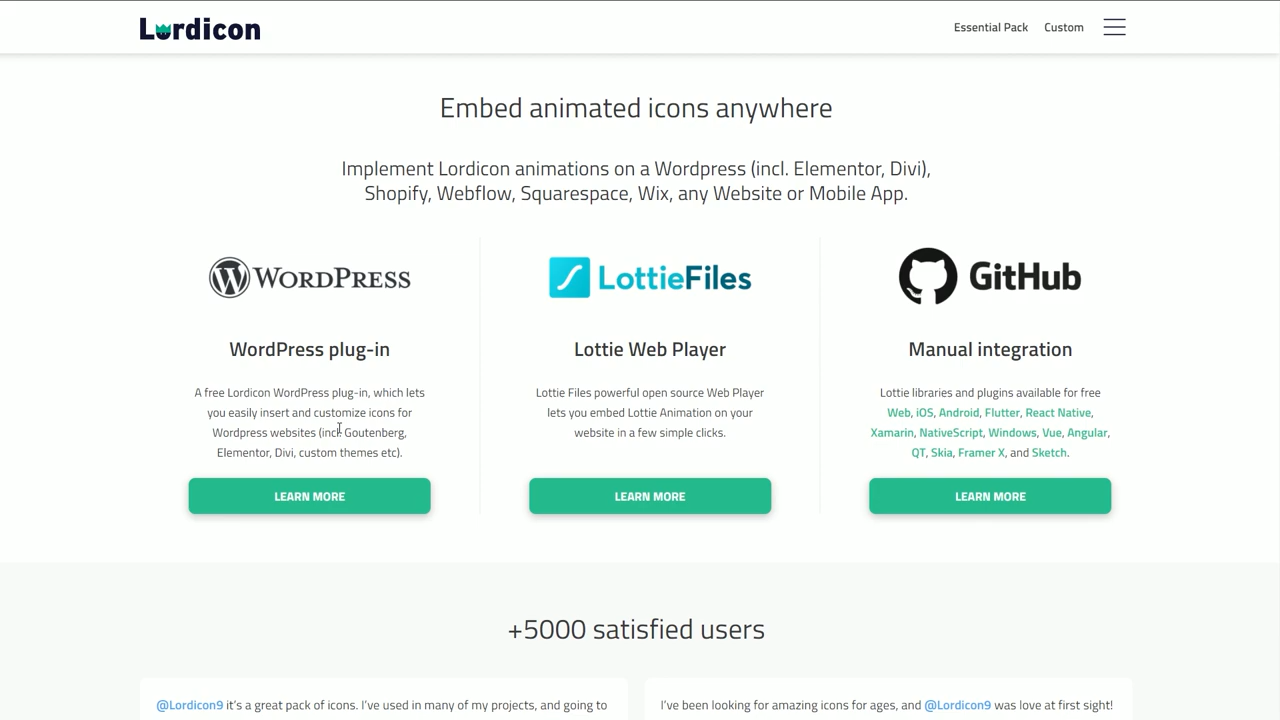 Lordicon
Essential Pack
Custom
Embed animated icons anywhere
Implement Lordicon animations on a Wordpress (incl. Elementor, Divi),
Shopify, Webflow, Squarespace, Wix, any Website or Mobile App.
WORDPRESS
WordPress plug-in
A free Lordicon WordPress plug-in, which lets
you easily insert and customize icons for
Wordpress websites (incl. Goutenberg,
Elementor, Divi, custom themes etc).
LEARN MORE
LottieFiles
Lottie Web Player
Lottie Files powerful open source Web Player
lets you embed Lottie Animation on your
website in a few simple clicks.
LEARN MORE
GitHub
Manual integration
Lottie libraries and plugins available for free
Web, iOS, Android, Flutter, React Native,
Xamarin, NativeScript, Windows, Vue, Angular,
QT, Skia, Framer X, and Sketch.
LEARN MORE
+5000 satisfied users
@Lordicon9 it's a great pack of icons. I've used in many of my projects, and going to
I've been looking for amazing icons for ages, and @Lordicon9 was love at first sight!